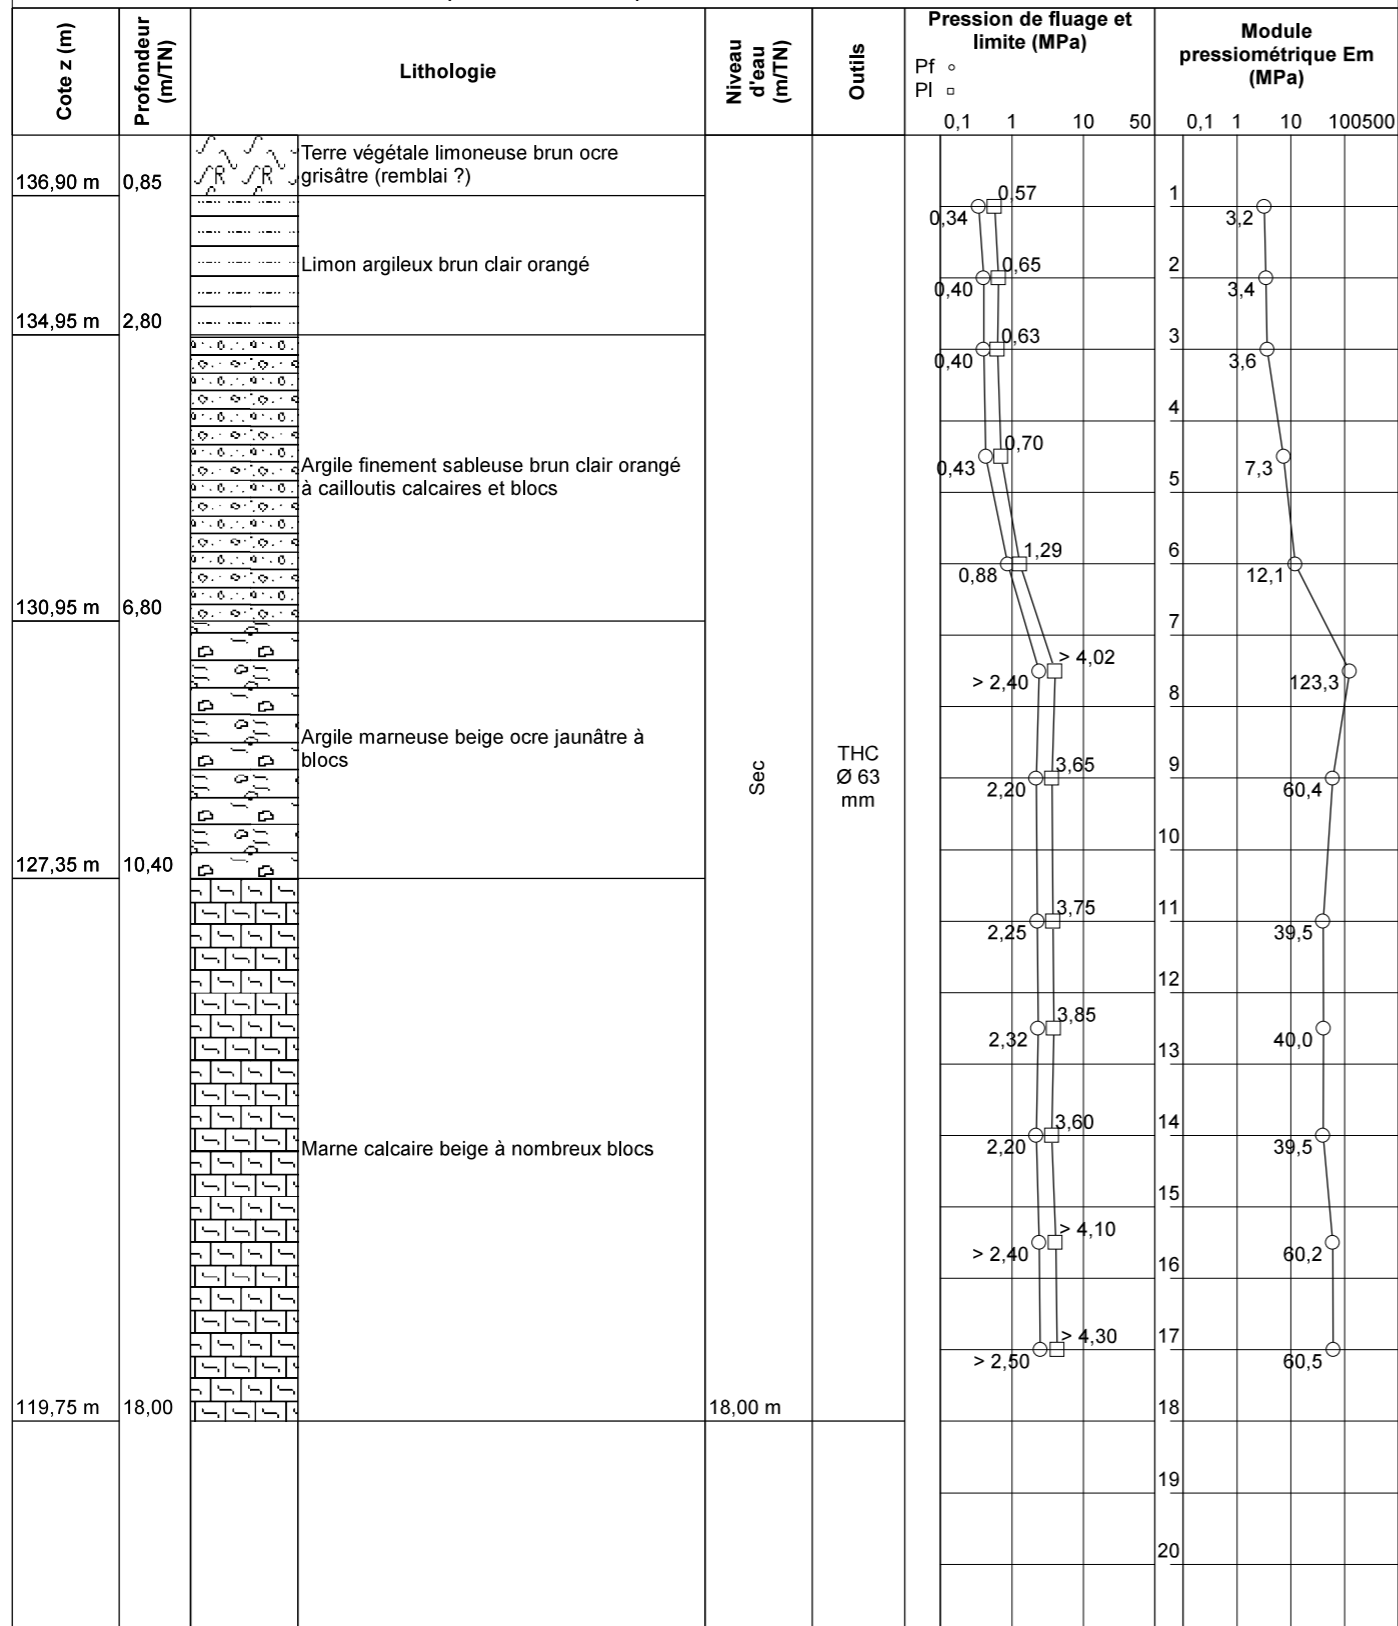 Cote z (m)
Profondeur
(m/TN)
Lithologie
Niveau
d'eau
(m/TN)
Outils
Pression de fluage et
limite (MPa)
Pf
Pl
0,1 1 10 50
Module
pressiométrique Em
(MPa)
0,1 1 10 100500
Terre végétale limoneuse brun ocre
grisâtre (remblai ?)
136,90 m 0,85
Limon argileux brun clair orangé
134,95 m 2,80
Argile finement sableuse brun clair orangé
à cailloutis calcaires et blocs
130,95 m 6,80
Argile marneuse beige ocre jaunâtre à
blocs
127,35 m 10,40
Marne calcaire beige à nombreux blocs
119,75 m 18,00
Sec
18,00 m
THC
Ø 63
mm
0,57 1
0,34 3,2
0,65 2
0,40 3,4
0,63 3
0,40 3,6
4
0,70
0,43 7,3
5
1,29 6
0,88 12,1
7
> 4,02
> 2,40 123,3
8
3,65 9
2,20 60,4
10
3,75 11
2,25 39,5
12
3,85
2,32 40,0
13
3,60 14
2,20 39,5
15
> 4,10
> 2,40 60,2
16
> 4,30 17
> 2,50 60,5
18
19
20
R R